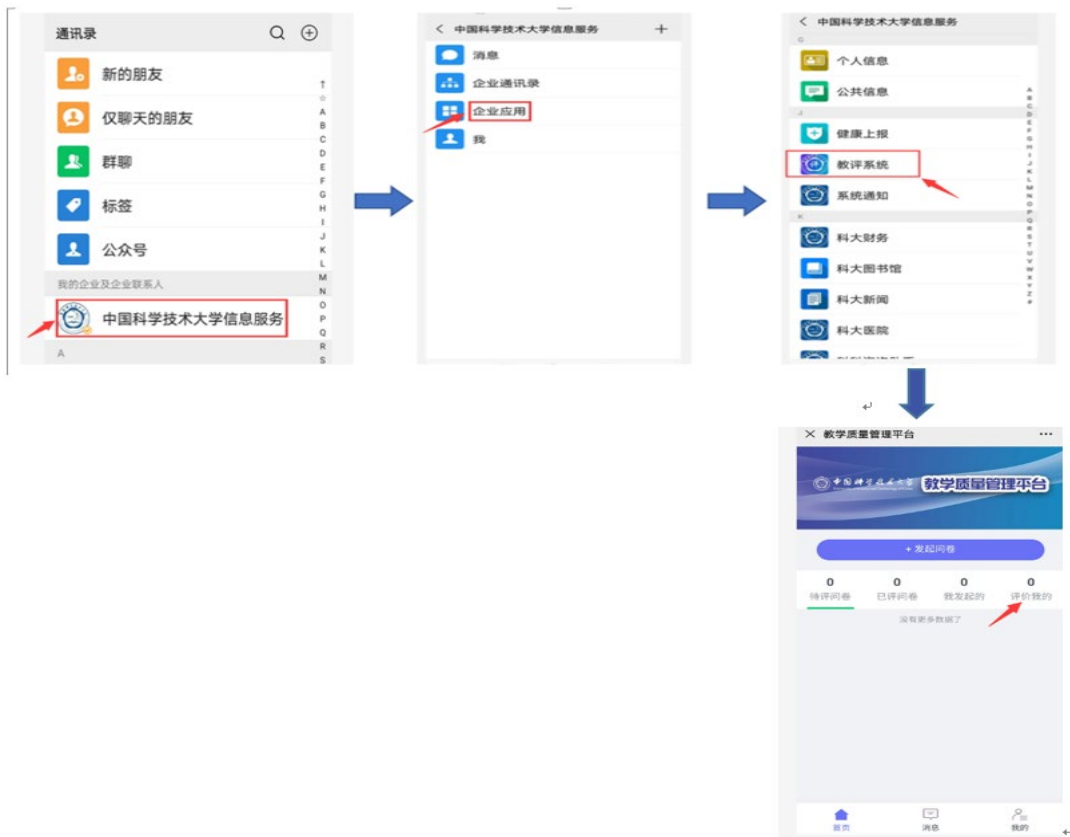 通讯录
新的朋友
仅聊天的朋友
群聊
标签
公众号
我的企业及企业联系人
中国科学技术大学信息服务
A
↑
☆
A
B
C
D
E
F
G
H
I
J
K
L
M
N
O
P
Q
R
S
中国科学技术大学信息服务
消息
企业通讯录
企业应用
我
中国科学技术大学信息服务
G
个人信息
公共信息
J
健康上报
教评系统
系统通知
K
科大财务
科大图书馆
科大新闻
科大医院
A
B
C
D
E
F
G
H
I
J
K
L
M
N
O
P
Q
R
S
T
U
V
W
X
Y
Z
#
教学质量管理平台
中国科学技术大学 教学质量管理平台
+ 发起问卷
0 0 0 0
待评问卷 已评问卷 我发起的 评价我的
没有更多数据了
首页 消息 我的